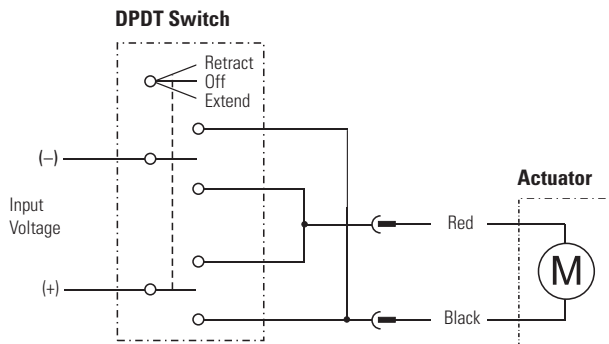 DPDT Switch
Retract
Off
Extend
(–)
Input
Voltage
(+)
Actuator
Red
M
Black